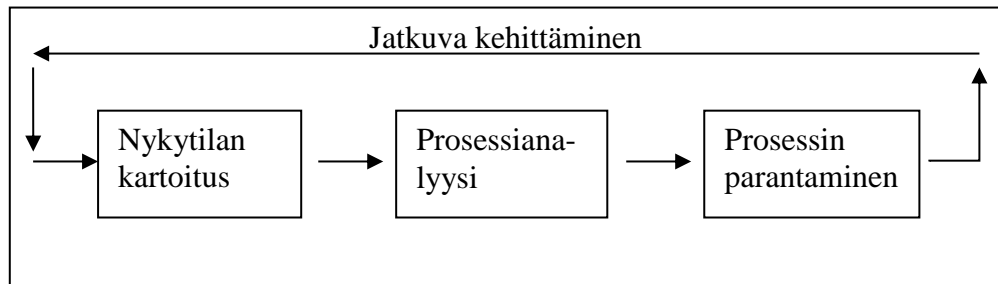 Jatkuva kehittäminen
Nykytilan
kartoitus
Prosessiana-
lyysi
Prosessin
parantaminen